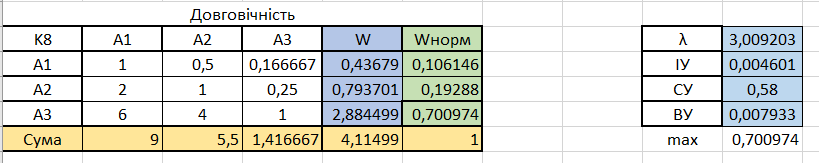 Довговічність
K8 A1 A2 A3 W Wнорм λ 3,009203
A1 1 0,5 0,166667 0,43679 0,106146 ІУ 0,004601
A2 2 1 0,25 0,793701 0,19288 СУ 0,58
A3 6 4 1 2,884499 0,700974 ВУ 0,007933
Сума 9 5,5 1,416667 4,11499 1 max 0,700974